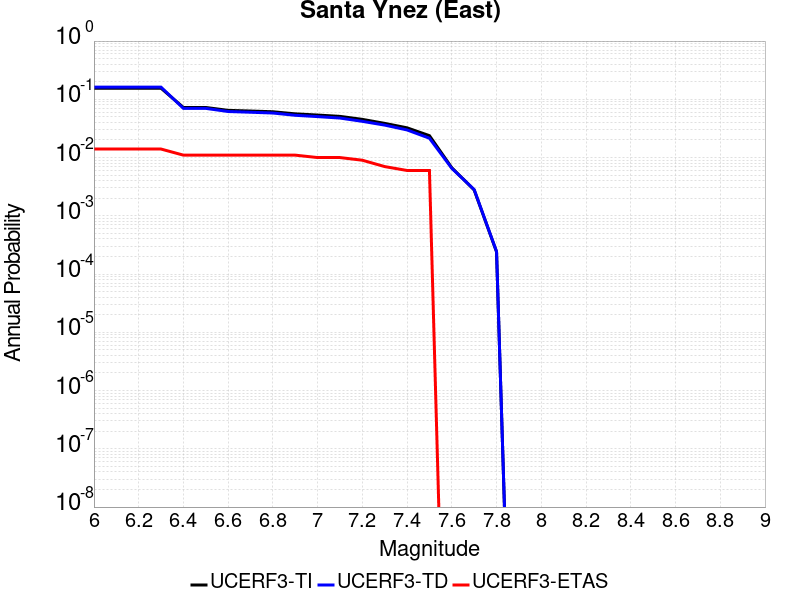 Santa Ynez (East)
10^0
10^-1
10^-2
10^-3
10^-4
10^-5
10^-6
10^-7
10^-8
Annual Probability
6 6.2 6.4 6.6 6.8 7 7.2 7.4 7.6 7.8 8 8.2 8.4 8.6 8.8 9
Magnitude
UCERF3-TI UCERF3-TD UCERF3-ETAS